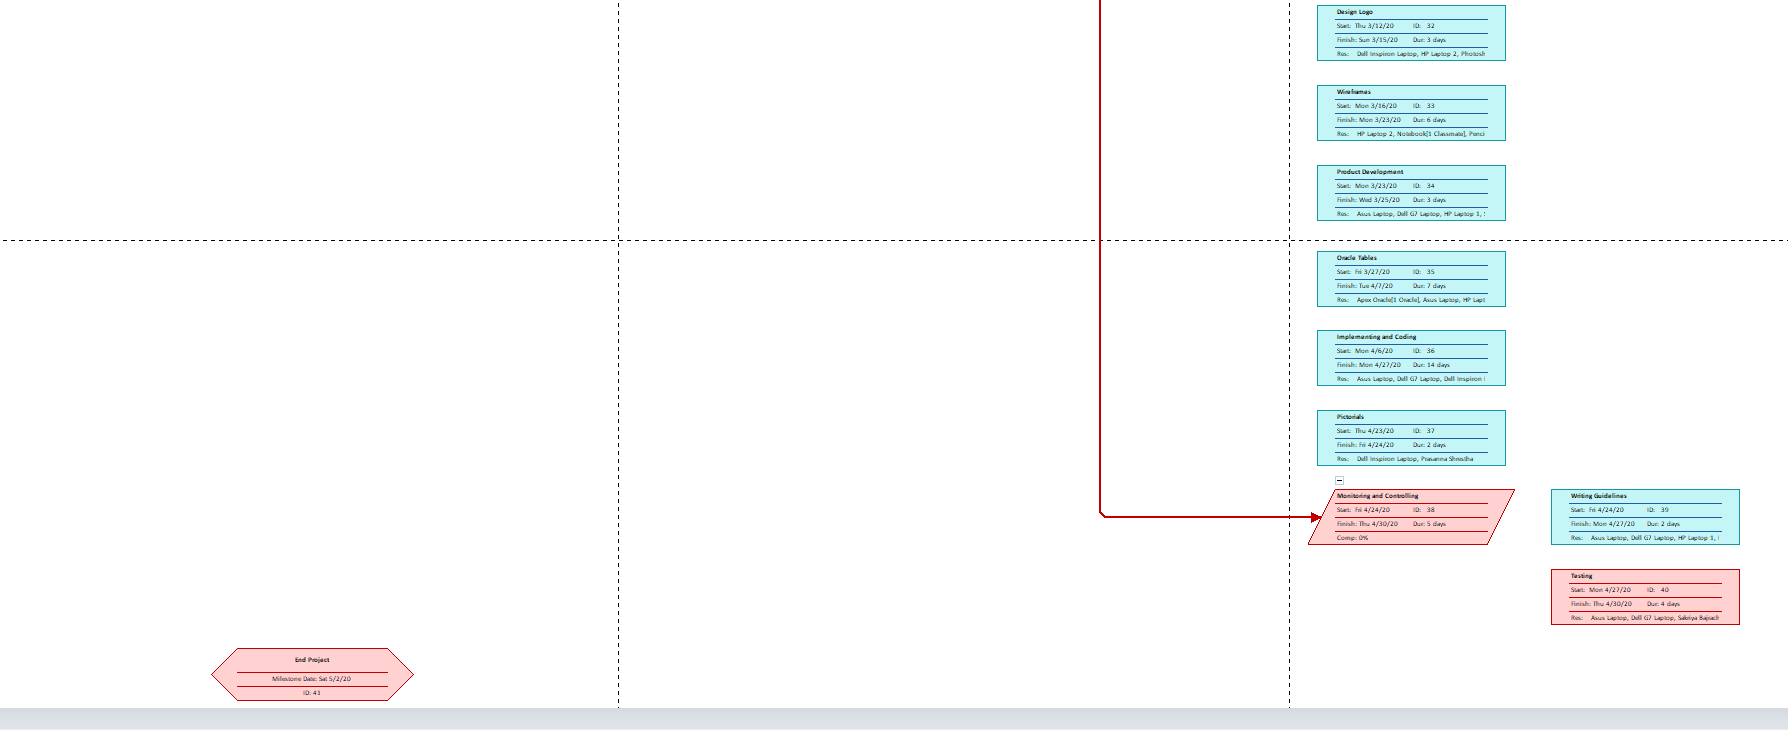 Design Logo
Start: Thu 3/12/20 ID: 32
Finish: Sun 3/15/20 Dur: 3 days
Res: Dell Inspiron Laptop, HP Laptop 2, Photosh
Wireframes
Start: Mon 3/16/20 ID: 33
Finish: Mon 3/23/20 Dur: 6 days
Res: HP Laptop 2, Notebook[1 Classmate], Penci
Product Development
Start: Mon 3/23/20 ID: 34
Finish: Wed 3/25/20 Dur: 3 days
Res: Asus Laptop, Dell G7 Laptop, HP Laptop 1,
Oracle Tables
Start: Fri 3/27/20 ID: 35
Finish: Tue 4/7/20 Dur: 7 days
Res: Apex Oracle[1 Oracle], Asus Laptop, HP Lapt
Implementing and Coding
Start: Mon 4/6/20 ID: 36
Finish: Mon 4/27/20 Dur: 14 days
Res: Asus Laptop, Dell G7 Laptop, Dell Inspiron
Pictorials
Start: Thu 4/23/20 ID: 37
Finish: Fri 4/24/20 Dur: 2 days
Res: Dell Inspiron Laptop, Prasanna Shrestha
Monitoring and Controlling
Start: Fri 4/24/20 ID: 38
Finish: Thu 4/30/20 Dur: 5 days
Comp: 0%
Writing Guidelines
Start: Fri 4/24/20 ID: 39
Finish: Mon 4/27/20 Dur: 2 days
Res: Asus Laptop, Dell G7 Laptop, HP Laptop 1,
Testing
Start: Mon 4/27/20 ID: 40
Finish: Thu 4/30/20 Dur: 4 days
Res: Asus Laptop, Dell G7 Laptop, Sakriya Bajrach
End Project
Milestone Date: Sat 5/2/20
ID: 41